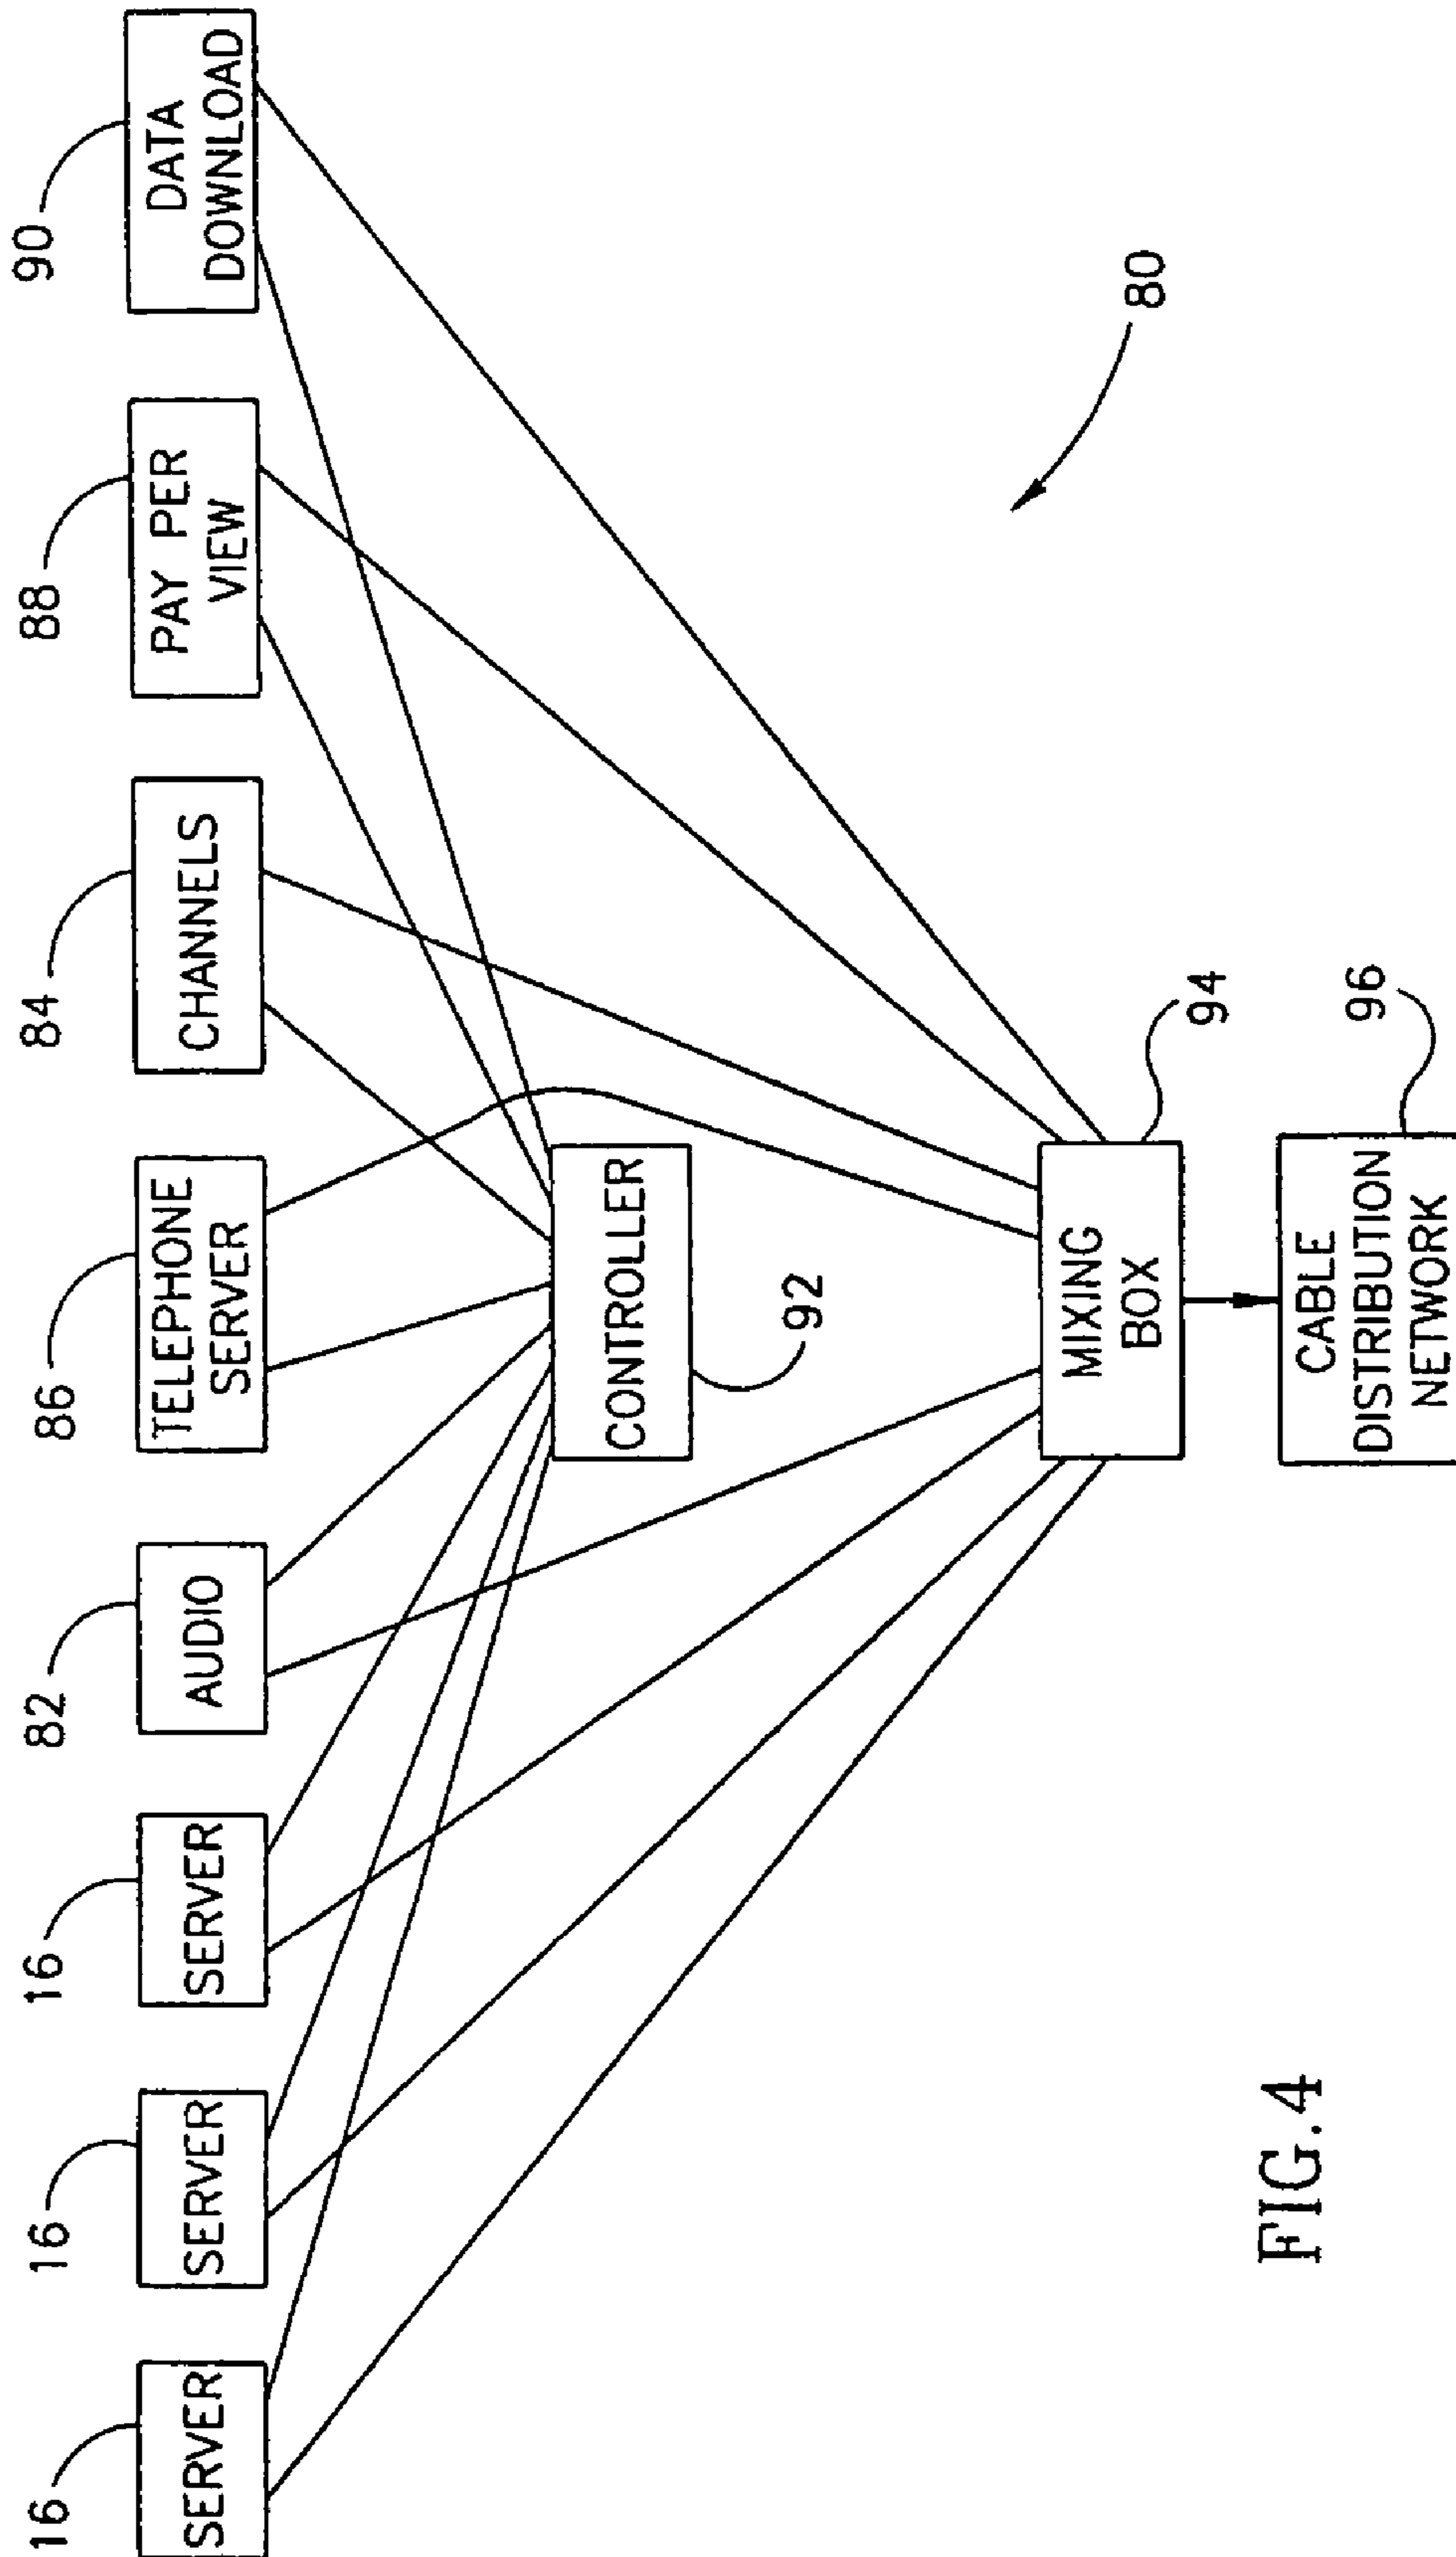 16
16
16
82
86
84
88
90
SERVER
SERVER
SERVER
AUDIO
TELEPHONE
SERVER
CHANNELS
PAY PER
VIEW
DATA
DOWNLOAD
CONTROLLER
92
80
MIXING
BOX
94
CABLE
DISTRIBUTION
NETWORK
96
FIG.4